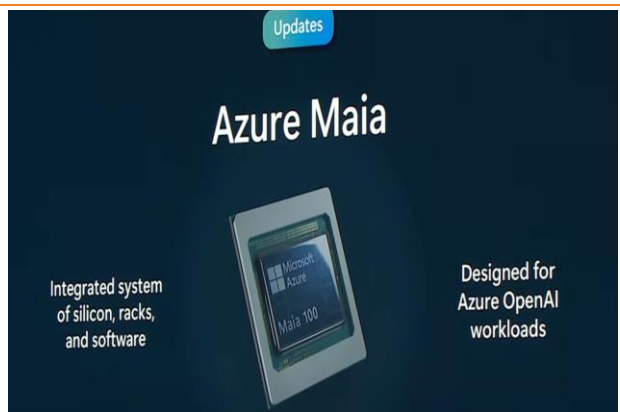 Updates
Azure Maia
Integrated system
of silicon, racks,
and software
Microsoft
Azure
Maia 100
Designed for
Azure OpenAI
workloads